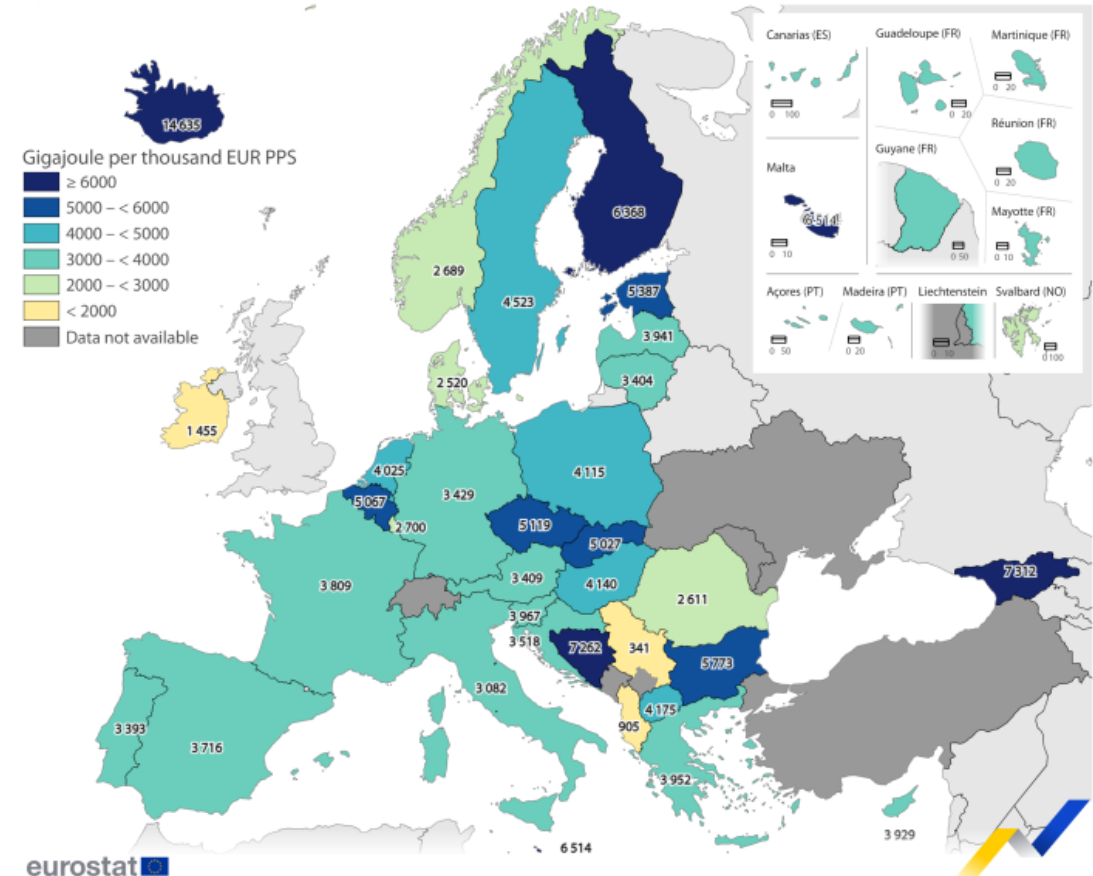 Canarias (ES)
0 100
Guadeloupe (FR)
0 20
Martinique (FR)
0 20
Réunion (FR)
0 20
Guyane (FR)
0 50
Mayotte (FR)
0 10
Malta
6 514
0 10
Açores (PT)
0 50
Madeira (PT)
0 20
Liechtenstein
0 10
Svalbard (NO)
0 100
14 635
Gigajoule per thousand EUR PPS
≥ 6000
5000 – < 6000
4000 – < 5000
3000 – < 4000
2000 – < 3000
< 2000
Data not available
6 368
2 689
4 523
5 387
3 941
3 404
2 520
1 455
4 025
4 115
3 429
5 067
2 700
5 119
5 027
3 809
3 409
4 140
2 611
7 312
3 967
3 518
7 262
341
5 773
3 082
4 175
905
3 393
3 716
3 952
3 929
6 514
eurostat